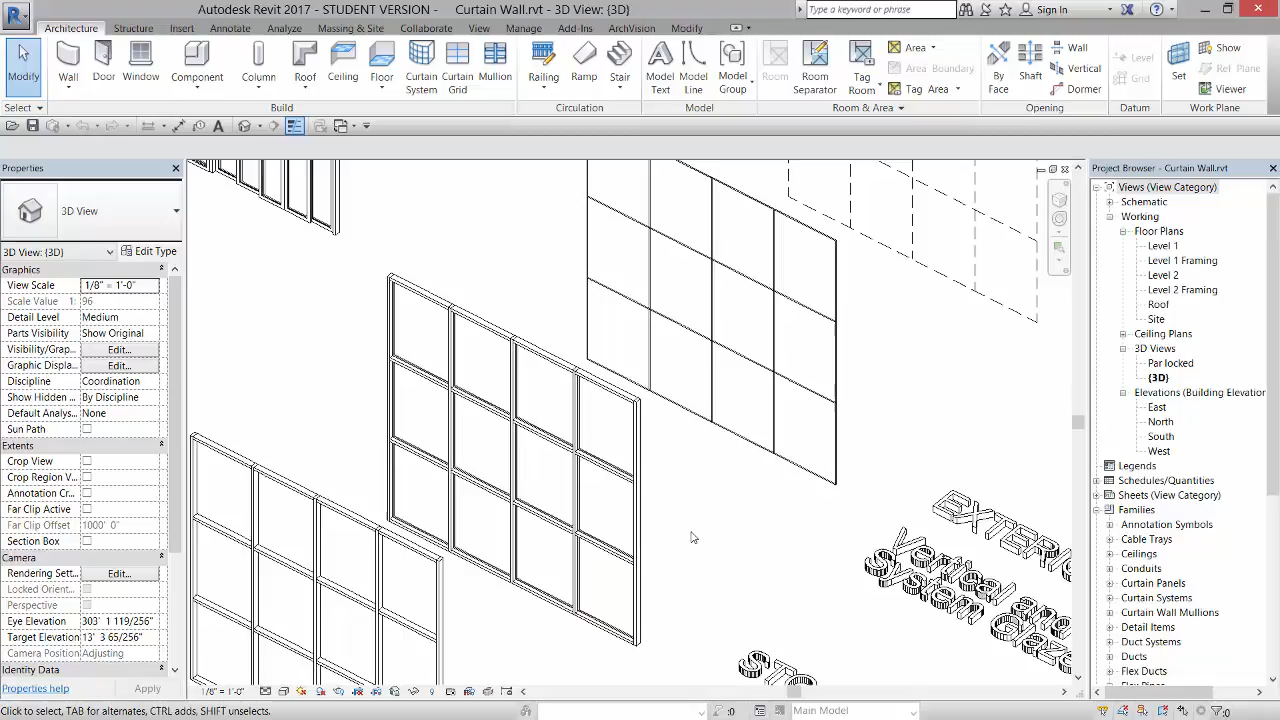 Autodesk Revit 2017 - STUDENT VERSION - Curtain Wall.rvt - 3D View: {3D}
Type a keyword or phrase
Sign In
Architecture Structure Insert Annotate Analyze Massing & Site Collaborate View Manage Add-Ins ArchVision Modify
Modify
Wall
Door
Window
Component
Column
Roof
Ceiling
Floor
Curtain System
Curtain Grid
Mullion
Railing
Ramp
Stair
Model Text
Model Line
Model Group
Room
Room Separator
Tag Room
Area
Area Boundary
Tag Area
By Face
Shaft
Wall
Vertical
Dormer
Level
Grid
Set
Show
Ref Plane
Viewer
Select
Build
Circulation
Model
Room & Area
Opening
Datum
Work Plane
Properties
3D View
3D View: {3D}
Edit Type
Graphics
View Scale 1/8" = 1'-0"
Scale Value 1: 96
Detail Level Medium
Parts Visibility Show Original
Visibility/Grap... Edit...
Graphic Displa... Edit...
Discipline Coordination
Show Hidden ... By Discipline
Default Analys... None
Sun Path
Extents
Crop View
Crop Region V...
Annotation Cr...
Far Clip Active
Far Clip Offset 1000' 0"
Section Box
Camera
Rendering Set... Edit...
Locked Orient...
Perspective
Eye Elevation 303' 1 119/256"
Target Elevation 13' 3 65/256"
Camera Position Adjusting
Identity Data
Properties help
Apply
EXTERI
Vertical and
System Glaz
STO
Project Browser - Curtain Wall.rvt
Views (View Category)
Schematic
Working
Floor Plans
Level 1
Level 1 Framing
Level 2
Level 2 Framing
Roof
Site
Ceiling Plans
3D Views
Par locked
{3D}
Elevations (Building Elevation
East
North
South
West
Legends
Schedules/Quantities
Sheets (View Category)
Families
Annotation Symbols
Cable Trays
Ceilings
Conduits
Curtain Panels
Curtain Systems
Curtain Wall Mullions
Detail Items
Duct Systems
Ducts
Flex Ducts
1/8" = 1'-0"
Click to select, TAB for alternates, CTRL adds, SHIFT unselects.
:0
Main Model
:0